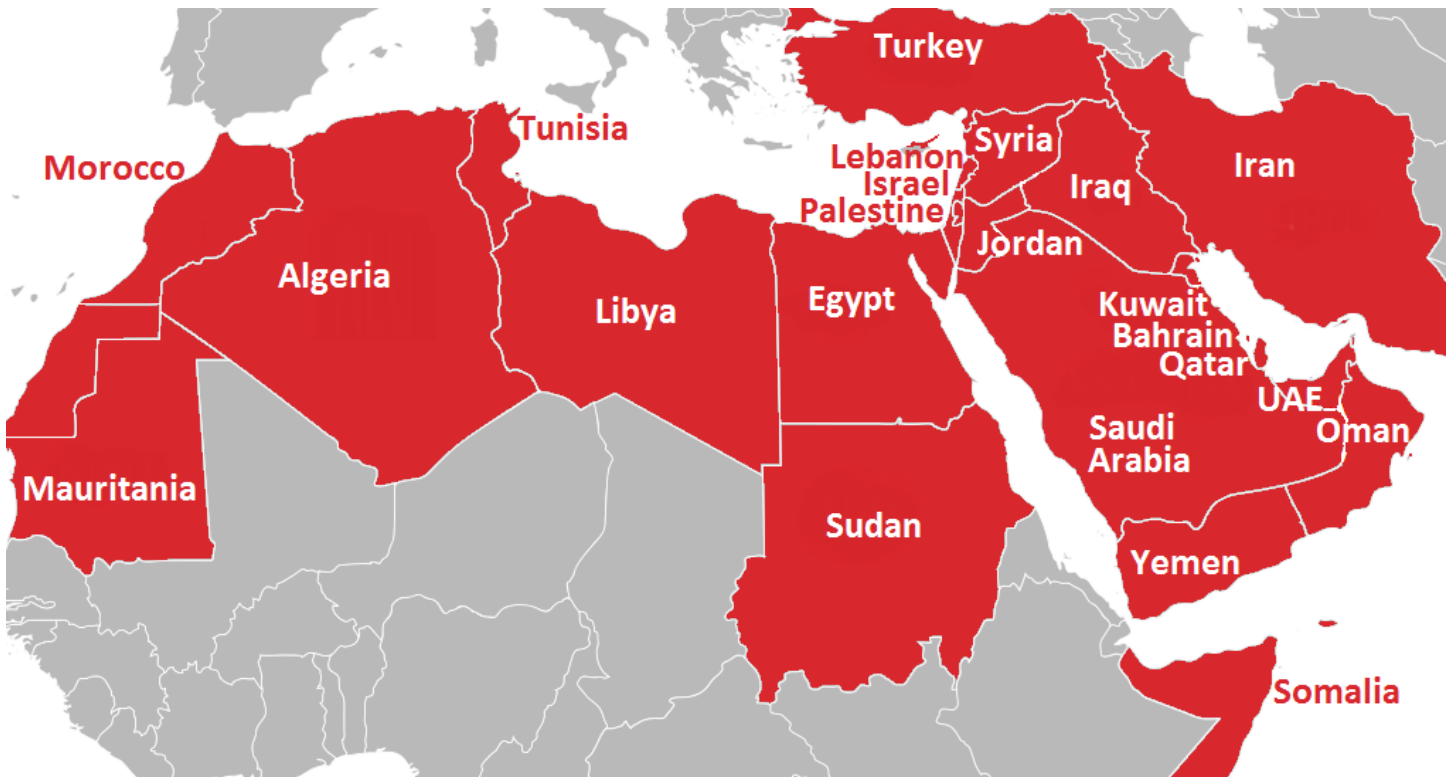 Turkey
Tunisia
Syria
Lebanon
Morocco
Iran
Israel
Iraq
Palestine
Jordan
Algeria
Egypt
Kuwait
Libya
Bahrain
Qatar
UAE
Saudi
Arabia
Oman
Mauritania
Sudan
Yemen
Somalia